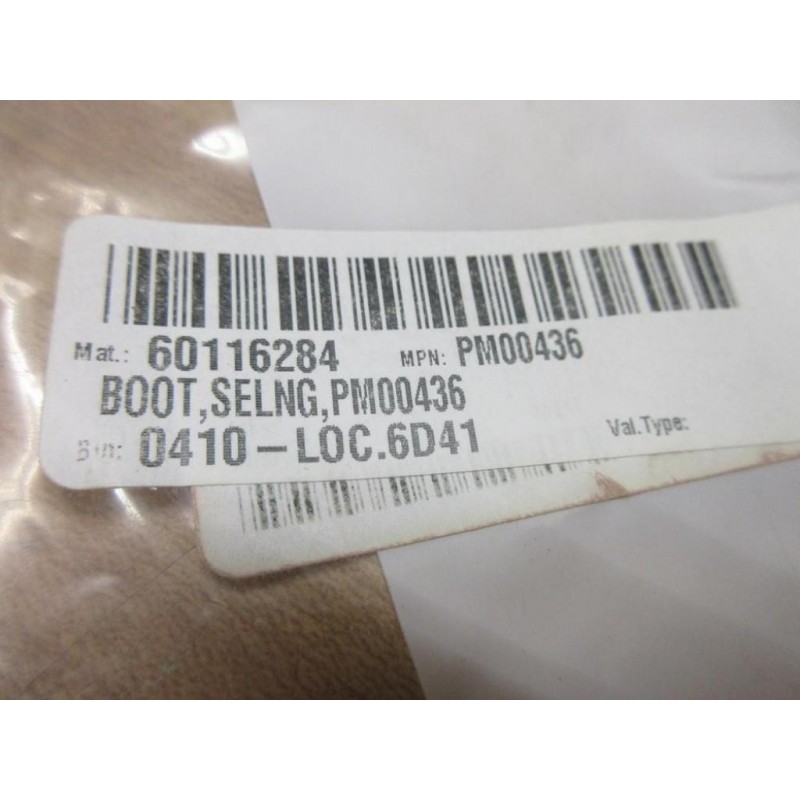 Mat.: 60116284 MPN: PM00436
BOOT,SELNG,PM00436
Bin: 0410-LOC.6D41 Val.Type: